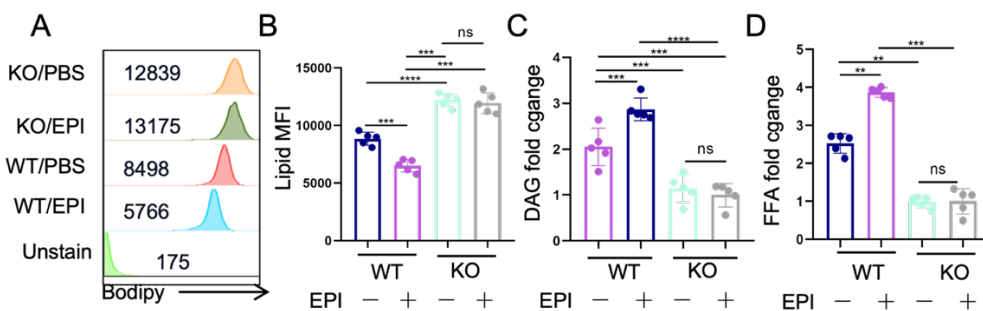 A
KO/PBS 12839
KO/EPI 13175
WT/PBS 8498
WT/EPI 5766
Unstain 175
Bodipy
B
Lipid MFI
15000
10000
5000
0
ns
***
***
****
***
WT KO
EPI − + − +
C
DAG fold cgange
4
3
2
1
0
****
***
***
***
ns
WT KO
EPI − + − +
D
FFA fold cgange
5
4
3
2
1
0
***
**
**
ns
WT KO
EPI − + − +